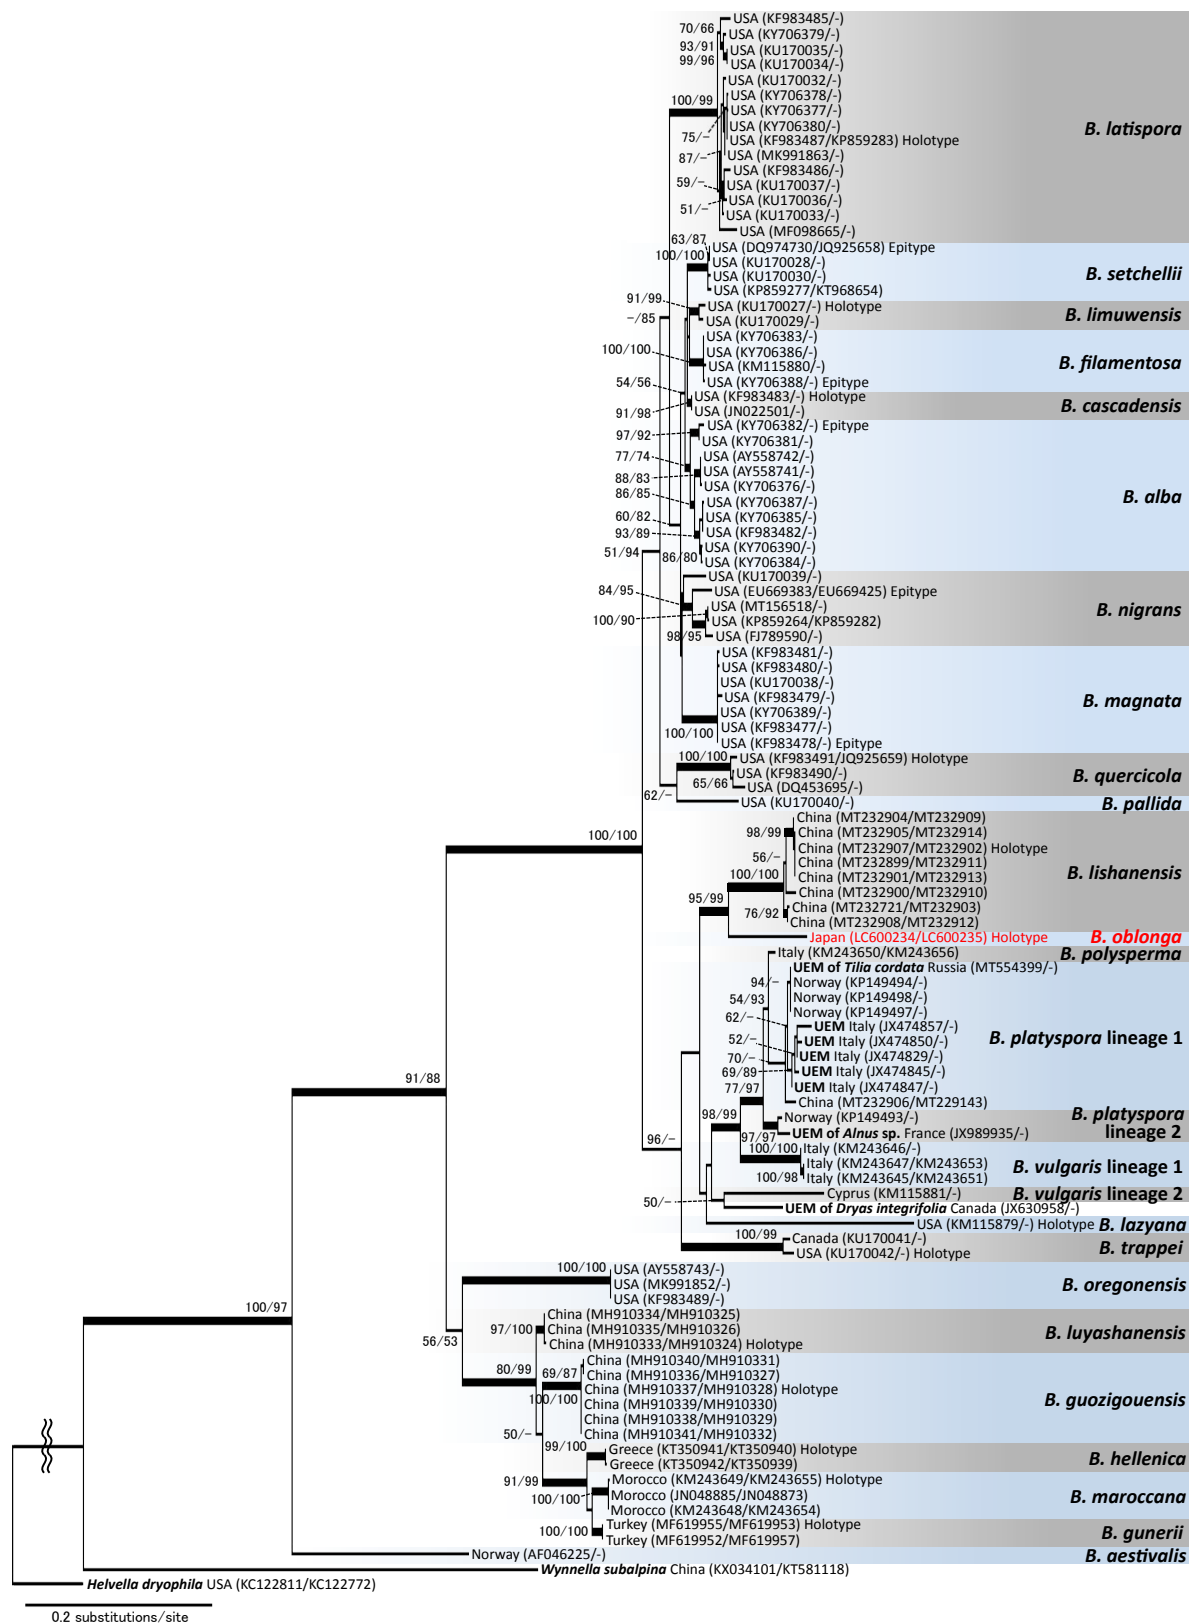 USA (KF983485/-)
70/66
USA (KY706379/-)
93/91
USA (KU170035/-)
99/96
USA (KU170034/-)
USA (KU170032/-)
USA (KY706378/-)
100/99
USA (KY706377/-)
USA (KY706380/-)
B. latispora
75/–
USA (KF983487/KP859283) Holotype
87/–
USA (MK991863/-)
USA (KF983486/-)
59/–
USA (KU170037/-)
USA (KU170036/-)
51/–
USA (KU170033/-)
USA (MF098665/-)
63/87
USA (DQ974730/JQ925658) Epitype
100/100
USA (KU170028/-)
USA (KU170030/-)
B. setchellii
USA (KP859277/KT968654)
91/99
USA (KU170027/-) Holotype
–/85
USA (KU170029/-)
B. limuwensis
USA (KY706383/-)
100/100
USA (KY706386/-)
USA (KM115880/-)
B. filamentosa
54/56
USA (KY706388/-) Epitype
USA (KF983483/-) Holotype
91/98
USA (JN022501/-)
B. cascadensis
97/92
USA (KY706382/-) Epitype
USA (KY706381/-)
77/74
USA (AY558742/-)
88/83
USA (AY558741/-)
86/85
USA (KY706376/-)
B. alba
USA (KY706387/-)
60/82
USA (KY706385/-)
93/89
USA (KF983482/-)
51/94
86/80
USA (KY706390/-)
USA (KY706384/-)
USA (KU170039/-)
84/95
USA (EU669383/EU669425) Epitype
USA (MT156518/-)
B. nigrans
100/90
USA (KP859264/KP859282)
98/95
USA (FJ789590/-)
USA (KF983481/-)
USA (KF983480/-)
USA (KU170038/-)
USA (KF983479/-)
B. magnata
USA (KY706389/-)
100/100
USA (KF983477/-)
USA (KF983478/-) Epitype
100/100
USA (KF983491/JQ925659) Holotype
USA (KF983490/-)
B. quercicola
65/66
USA (DQ453695/-)
62/–
USA (KU170040/-)
B. pallida
China (MT232904/MT232909)
100/100
98/99
China (MT232905/MT232914)
China (MT232907/MT232902) Holotype
56/–
China (MT232899/MT232911)
B. lishanensis
100/100
China (MT232901/MT232913)
China (MT232900/MT232910)
95/99
76/92
China (MT232721/MT232903)
China (MT232908/MT232912)
Japan (LC600234/LC600235) Holotype
B. oblonga
Italy (KM243650/KM243656)
B. polysperma
UEM of Tilia cordata Russia (MT554399/-)
94/–
Norway (KP149494/-)
54/93
Norway (KP149498/-)
Norway (KP149497/-)
62/–
UEM Italy (JX474857/-)
52/–
UEM Italy (JX474850/-)
B. platyspora lineage 1
70/–
UEM Italy (JX474829/-)
69/89
UEM Italy (JX474845/-)
77/97
UEM Italy (JX474847/-)
China (MT232906/MT229143)
98/99
Norway (KP149493/-)
B. platyspora
97/97
UEM of Alnus sp. France (JX989935/-)
lineage 2
96/–
100/100
Italy (KM243646/-)
Italy (KM243647/KM243653)
B. vulgaris lineage 1
100/98
Italy (KM243645/KM243651)
Cyprus (KM115881/-)
B. vulgaris lineage 2
50/–
UEM of Dryas integrifolia Canada (JX630958/-)
USA (KM115879/-) Holotype
B. lazyana
100/99
Canada (KU170041/-)
B. trappei
USA (KU170042/-) Holotype
91/88
100/100
USA (AY558743/-)
USA (MK991852/-)
B. oregonensis
USA (KF983489/-)
100/97
China (MH910334/MH910325)
97/100
China (MH910335/MH910326)
B. luyashanensis
56/53
China (MH910333/MH910324) Holotype
China (MH910340/MH910331)
80/99
69/87
China (MH910336/MH910327)
China (MH910337/MH910328) Holotype
B. guozigouensis
100/100
China (MH910339/MH910330)
China (MH910338/MH910329)
50/–
China (MH910341/MH910332)
99/100
Greece (KT350941/KT350940) Holotype
B. hellenica
Greece (KT350942/KT350939)
91/99
Morocco (KM243649/KM243655) Holotype
100/100
Morocco (JN048885/JN048873)
B. maroccana
Morocco (KM243648/KM243654)
Turkey (MF619955/MF619953) Holotype
100/100
B. gunerii
Turkey (MF619952/MF619957)
Norway (AF046225/-)
B. aestivalis
Wynnella subalpina China (KX034101/KT581118)
Helvella dryophila USA (KC122811/KC122772)
0.2 substitutions/site